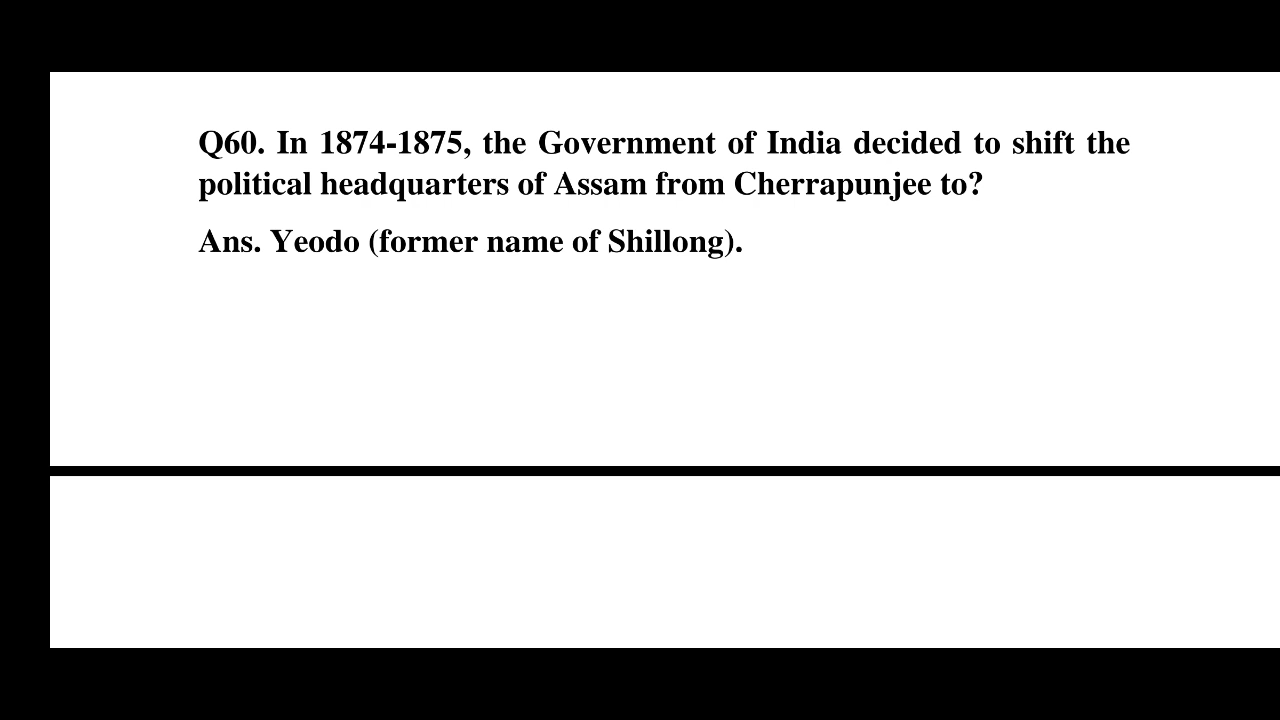 Q60. In 1874-1875, the Government of India decided to shift the
political headquarters of Assam from Cherrapunjee to?
Ans. Yeodo (former name of Shillong).